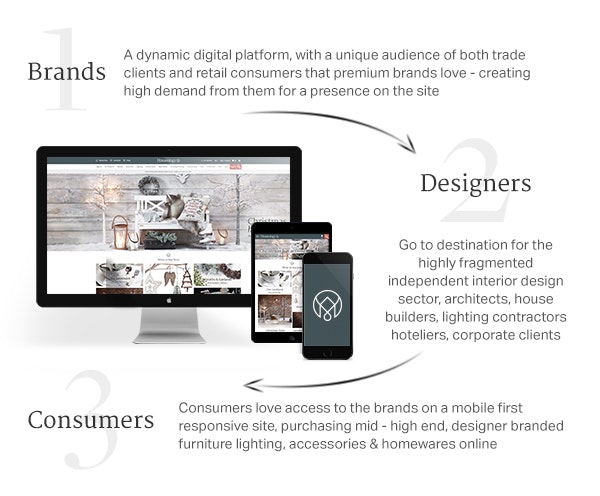 1
Brands
A dynamic digital platform, with a unique audience of both trade
clients and retail consumers that premium brands love - creating
high demand from them for a presence on the site
2
Designers
Go to destination for the
highly fragmented
independent interior design
sector, architects, house
builders, lighting contractors
hoteliers, corporate clients
Christmas
3
Consumers
Consumers love access to the brands on a mobile first
responsive site, purchasing mid - high end, designer branded
furniture lighting, accessories & homewares online